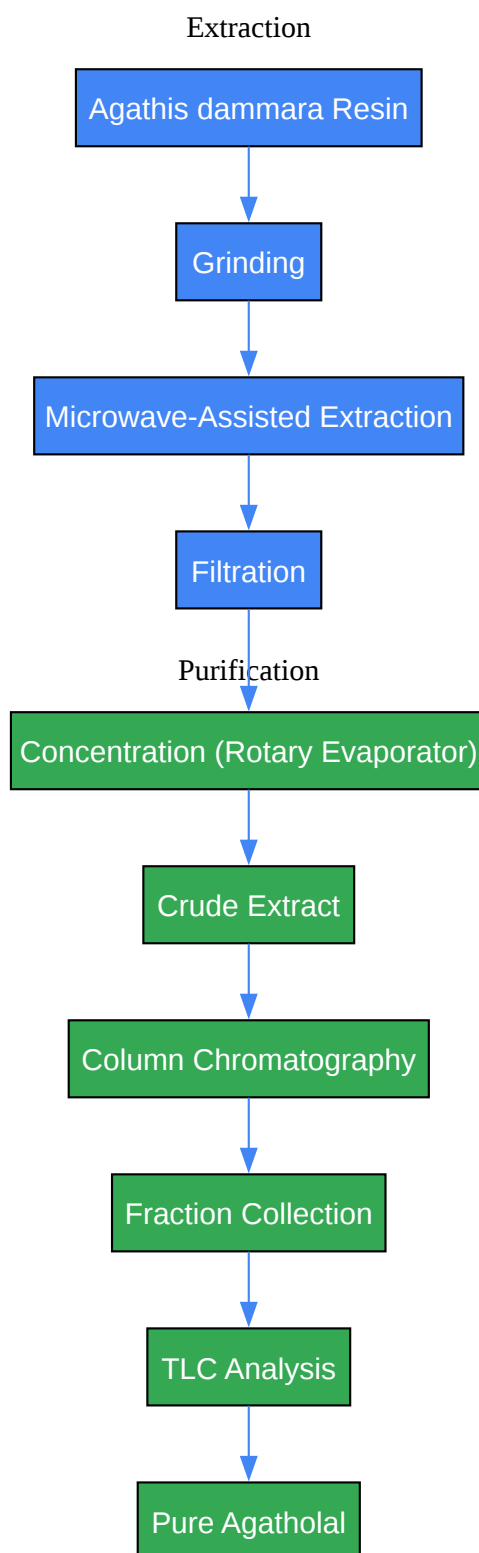 Extraction
Agathis dammara Resin
Grinding
Microwave-Assisted Extraction
Filtration
Purification
Concentration (Rotary Evaporator)
Crude Extract
Column Chromatography
Fraction Collection
TLC Analysis
Pure Agatholal